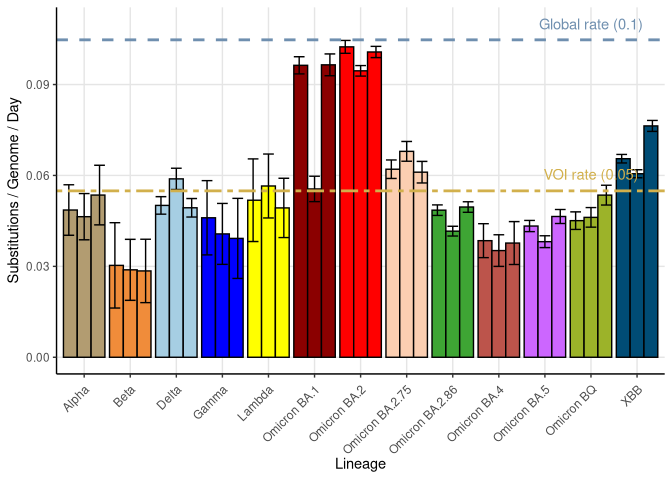 Global rate (0.1)
VOI rate (0.05)
Substitutions / Genome / Day
0.09
0.06
0.03
0.00
Alpha
Beta
Delta
Gamma
Lambda
Omicron BA.1
Omicron BA.2
Omicron BA.2.75
Omicron BA.2.86
Omicron BA.4
Omicron BA.5
Omicron BQ
XBB
Lineage